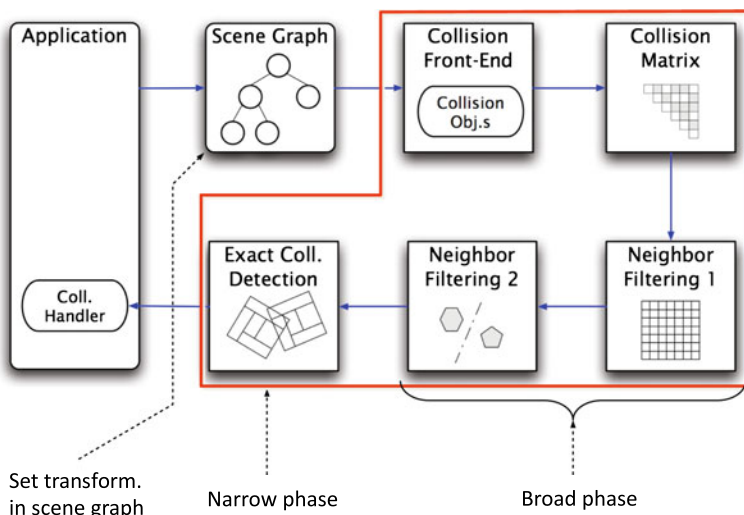 Application
Scene Graph
Collision
Front-End
Collision
Obj.s
Collision
Matrix
Exact Coll.
Detection
Neighbor
Filtering 2
Neighbor
Filtering 1
Coll.
Handler
Set transform.
in scene graph
Narrow phase
Broad phase